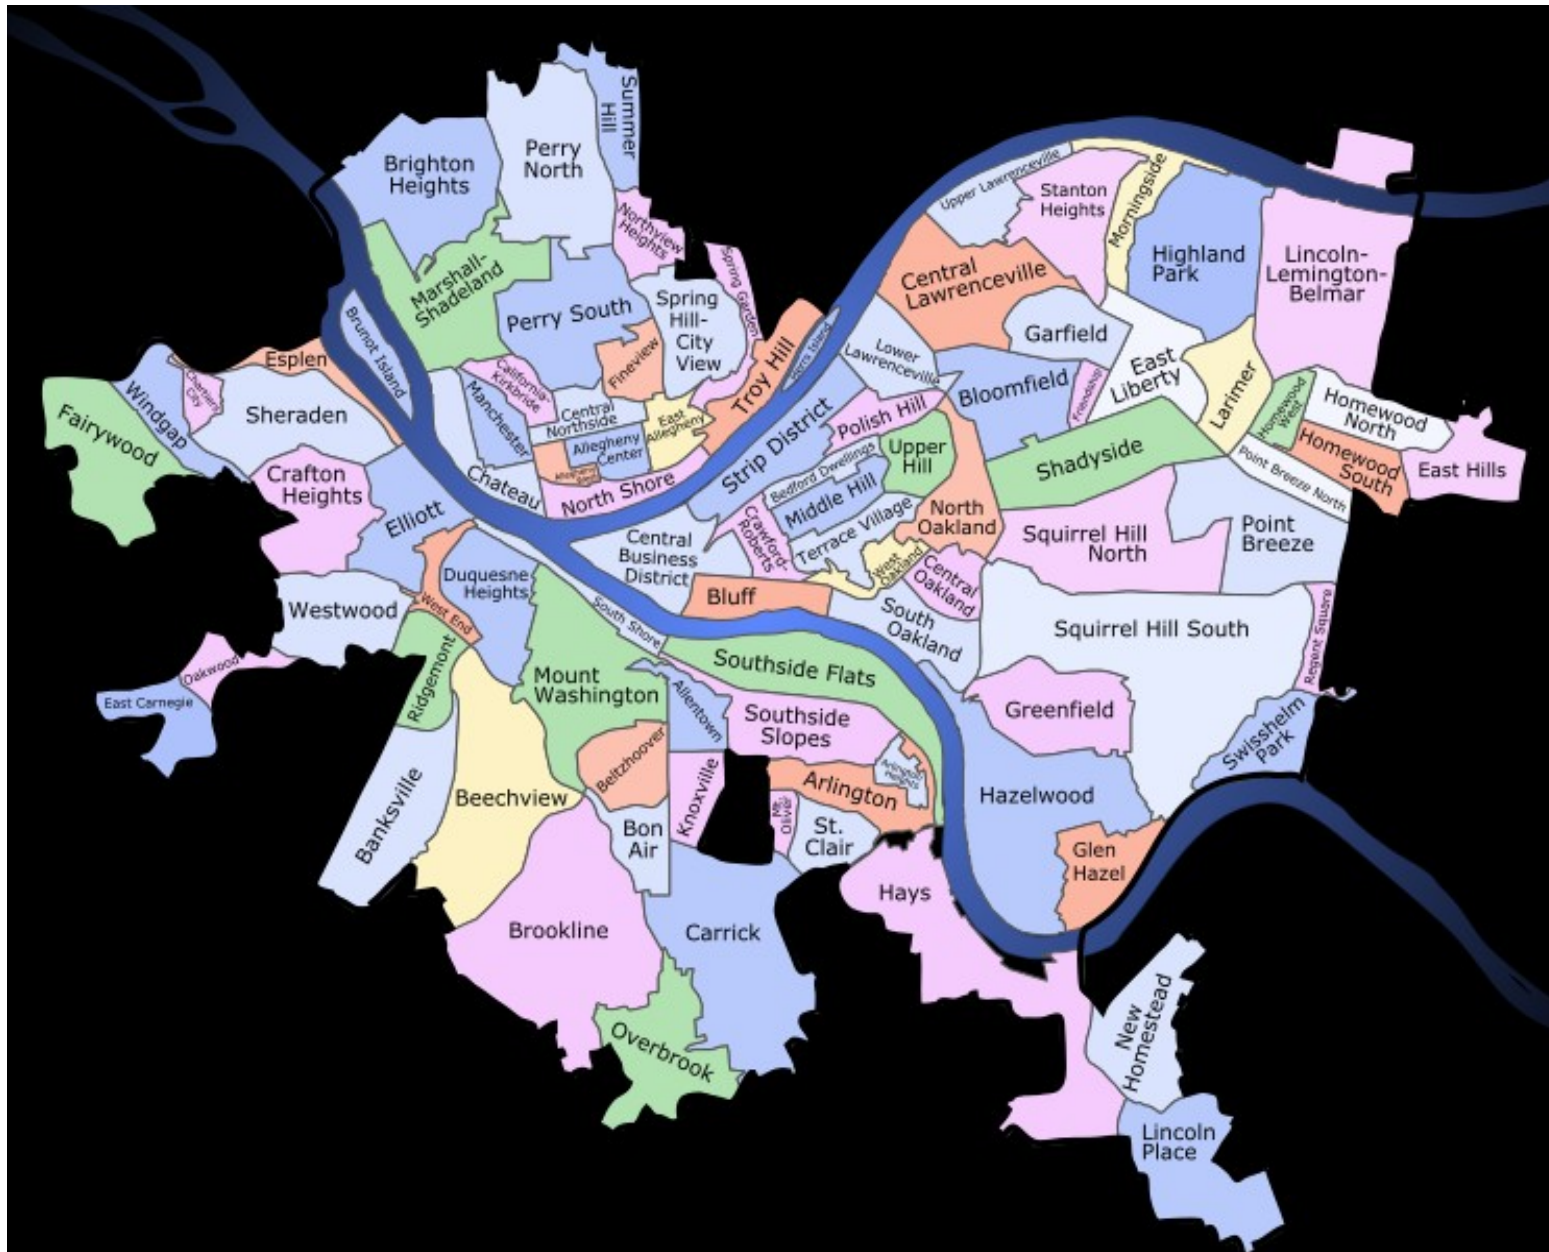 Summer
Hill
Perry
North
Brighton
Heights
Upper Lawrenceville
Stanton
Heights
Morningside
Northview
Heights
Highland
Park
Lincoln-
Lemington-
Belmar
Marshall-
Shadeland
Spring Garden
Central
Lawrenceville
Perry South
Spring
Hill-
City
View
Garfield
Brunot Island
Herrs Island
Troy Hill
Lower
Lawrenceville
East
Liberty
Esplen
Fineview
California-
Kirkbride
Bloomfield
Friendship
Larimer
Homewood
West
Homewood
North
Chartiers
City
Windgap
Sheraden
Manchester
Central
Northside
East
Allegheny
Polish Hill
Fairywood
Allegheny
Center
Strip District
Upper
Hill
Shadyside
Homewood
South
East Hills
Point Breeze North
Allegheny
West
Bedford Dwellings
Crafton
Heights
Chateau
North Shore
Middle Hill
Elliott
North
Oakland
Squirrel Hill
North
Point
Breeze
Crawford-
Roberts
Terrace Village
Central
Business
District
West
Oakland
Central
Oakland
Duquesne
Heights
Bluff
Westwood
West End
South Shore
South
Oakland
Squirrel Hill South
Regent Square
Oakwood
Ridgemont
Mount
Washington
Southside Flats
East Carnegie
Allentown
Southside
Slopes
Greenfield
Swisshelm
Park
Beltzhoover
Arlington
Heights
Banksville
Beechview
Knoxville
Arlington
Hazelwood
Mt.
Oliver
Bon
Air
St.
Clair
Glen
Hazel
Hays
Brookline
Carrick
New
Homestead
Overbrook
Lincoln
Place